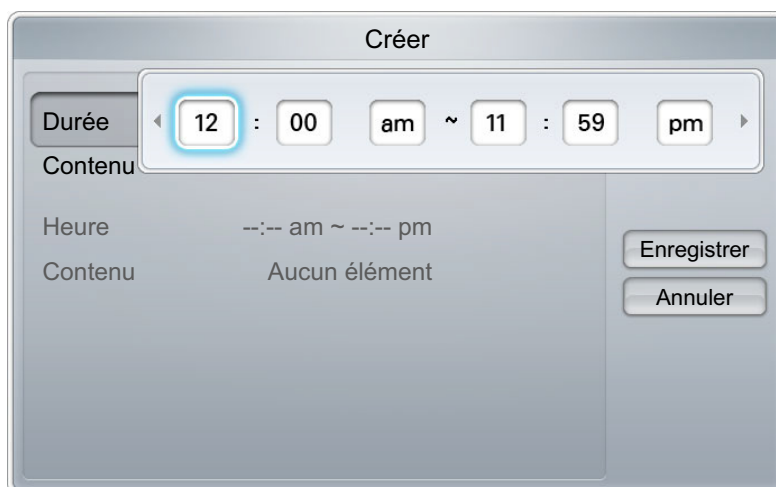 Créer
Durée 12 : 00 am ~ 11 : 59 pm
Contenu
Heure --:-- am ~ --:-- pm
Contenu Aucun élément
Enregistrer
Annuler